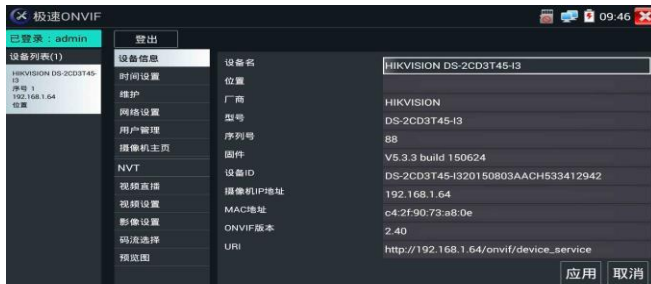 极速ONVIF
09:46
已登录：admin
登出
设备列表(1)
HIKVISION DS-2CD3T45-I3
序号 1
192.168.1.64
位置
设备信息
时间设置
维护
网络设置
用户管理
摄像机主页
NVT
视频直播
视频设置
影像设置
码流选择
预览图
设备名 HIKVISION DS-2CD3T45-I3
位置
厂商 HIKVISION
型号 DS-2CD3T45-I3
序列号 88
固件 V5.3.3 build 150624
设备ID DS-2CD3T45-I320150803AACH533412942
摄像机IP地址 192.168.1.64
MAC地址 c4:2f:90:73:a8:0e
ONVIF版本 2.40
URI http://192.168.1.64/onvif/device_service
应用 取消